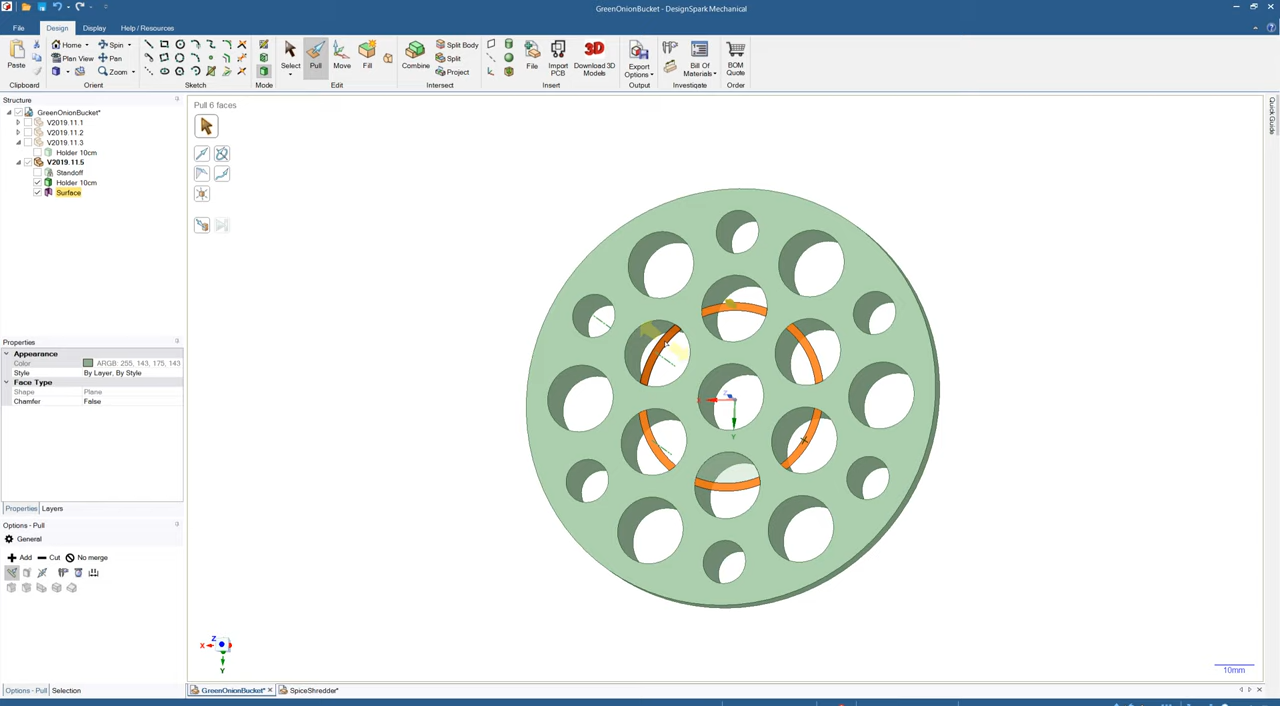 GreenOnionBucket - DesignSpark Mechanical
File Design Display Help / Resources
Paste
Clipboard
Home Spin
Plan View Pan
Zoom
Orient
Sketch
Mode
Select Pull Move Fill
Edit
Combine
Split Body
Split
Project
Intersect
File
Import PCB
3D
Download 3D Models
Insert
Export Options
Output
Bill Of Materials
Investigate
BOM Quote
Order
Structure
GreenOnionBucket*
V2019.11.1
V2019.11.2
V2019.11.3
Holder 10cm
V2019.11.5
Standoff
Holder 10cm
Surface
Pull 6 faces
Quick Guide
Properties
Appearance
Color ARGB: 255, 143, 175, 143
Style By Layer, By Style
Face Type
Shape Plane
Chamfer False
Properties Layers
Options - Pull
General
Add Cut No merge
Y
Z
X
Y
10mm
Options - Pull Selection
GreenOnionBucket* SpiceShredder*